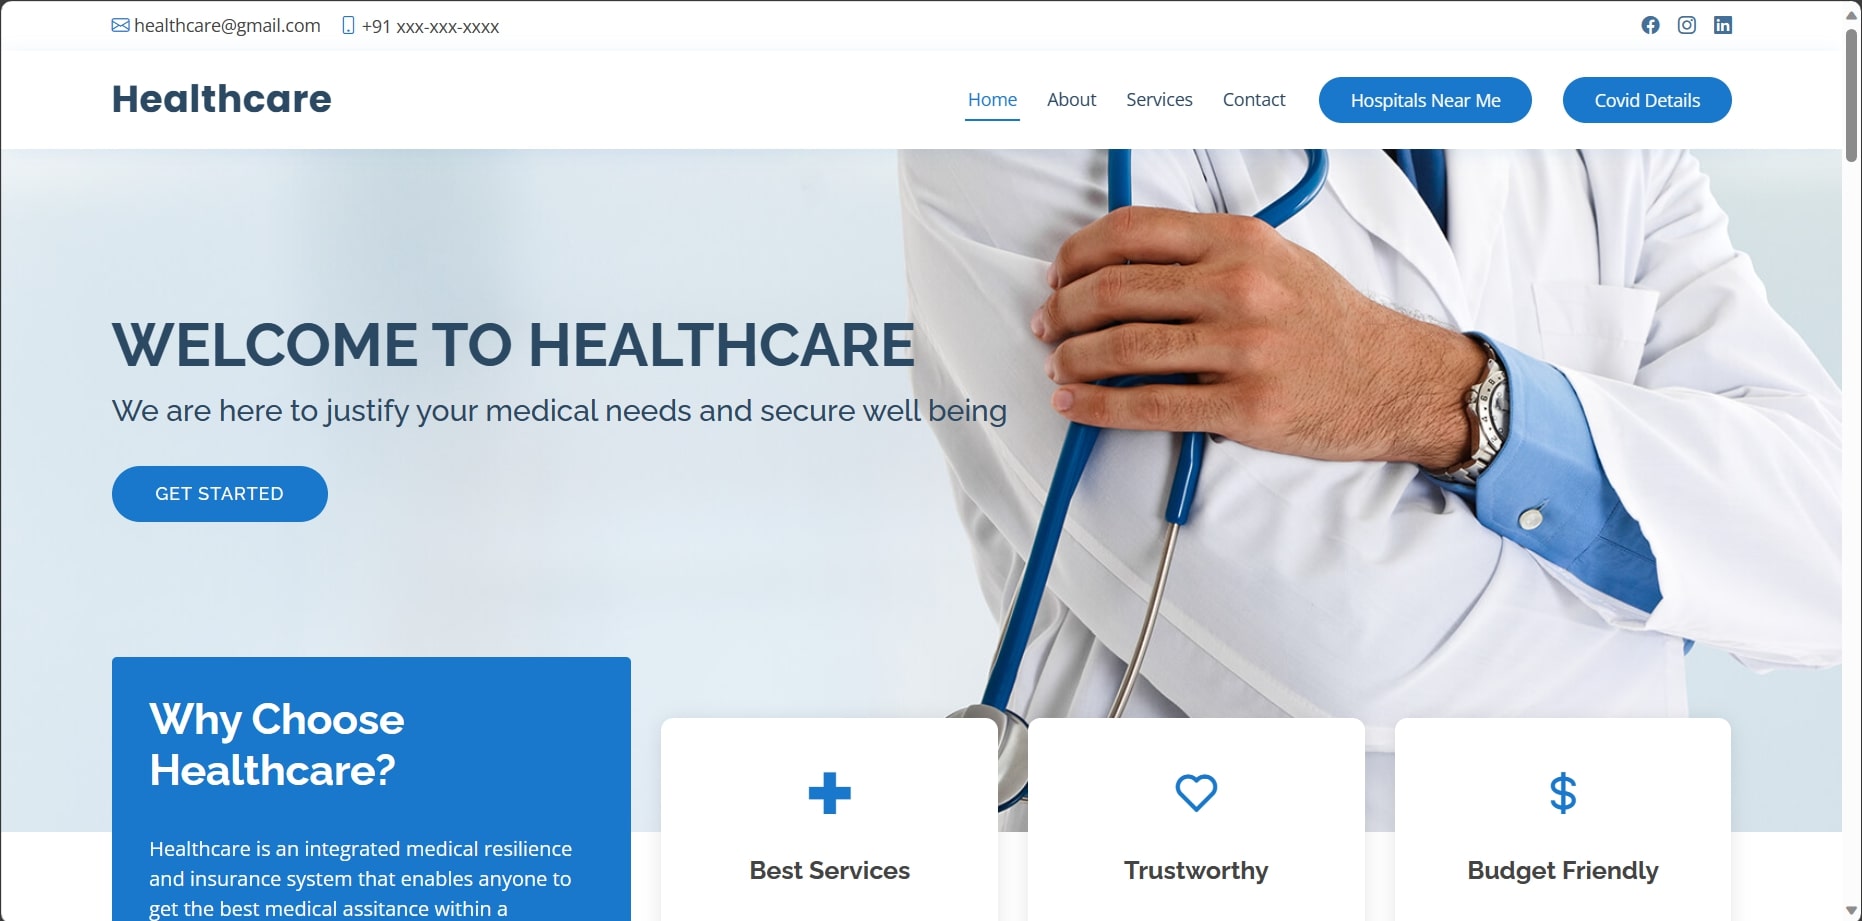 healthcare@gmail.com +91 xxx-xxx-xxxx
Healthcare
Home About Services Contact Hospitals Near Me Covid Details
WELCOME TO HEALTHCARE
We are here to justify your medical needs and secure well being
GET STARTED
Why Choose
Healthcare?
Healthcare is an integrated medical resilience
and insurance system that enables anyone to
get the best medical assitance within a
Best Services
Trustworthy
Budget Friendly